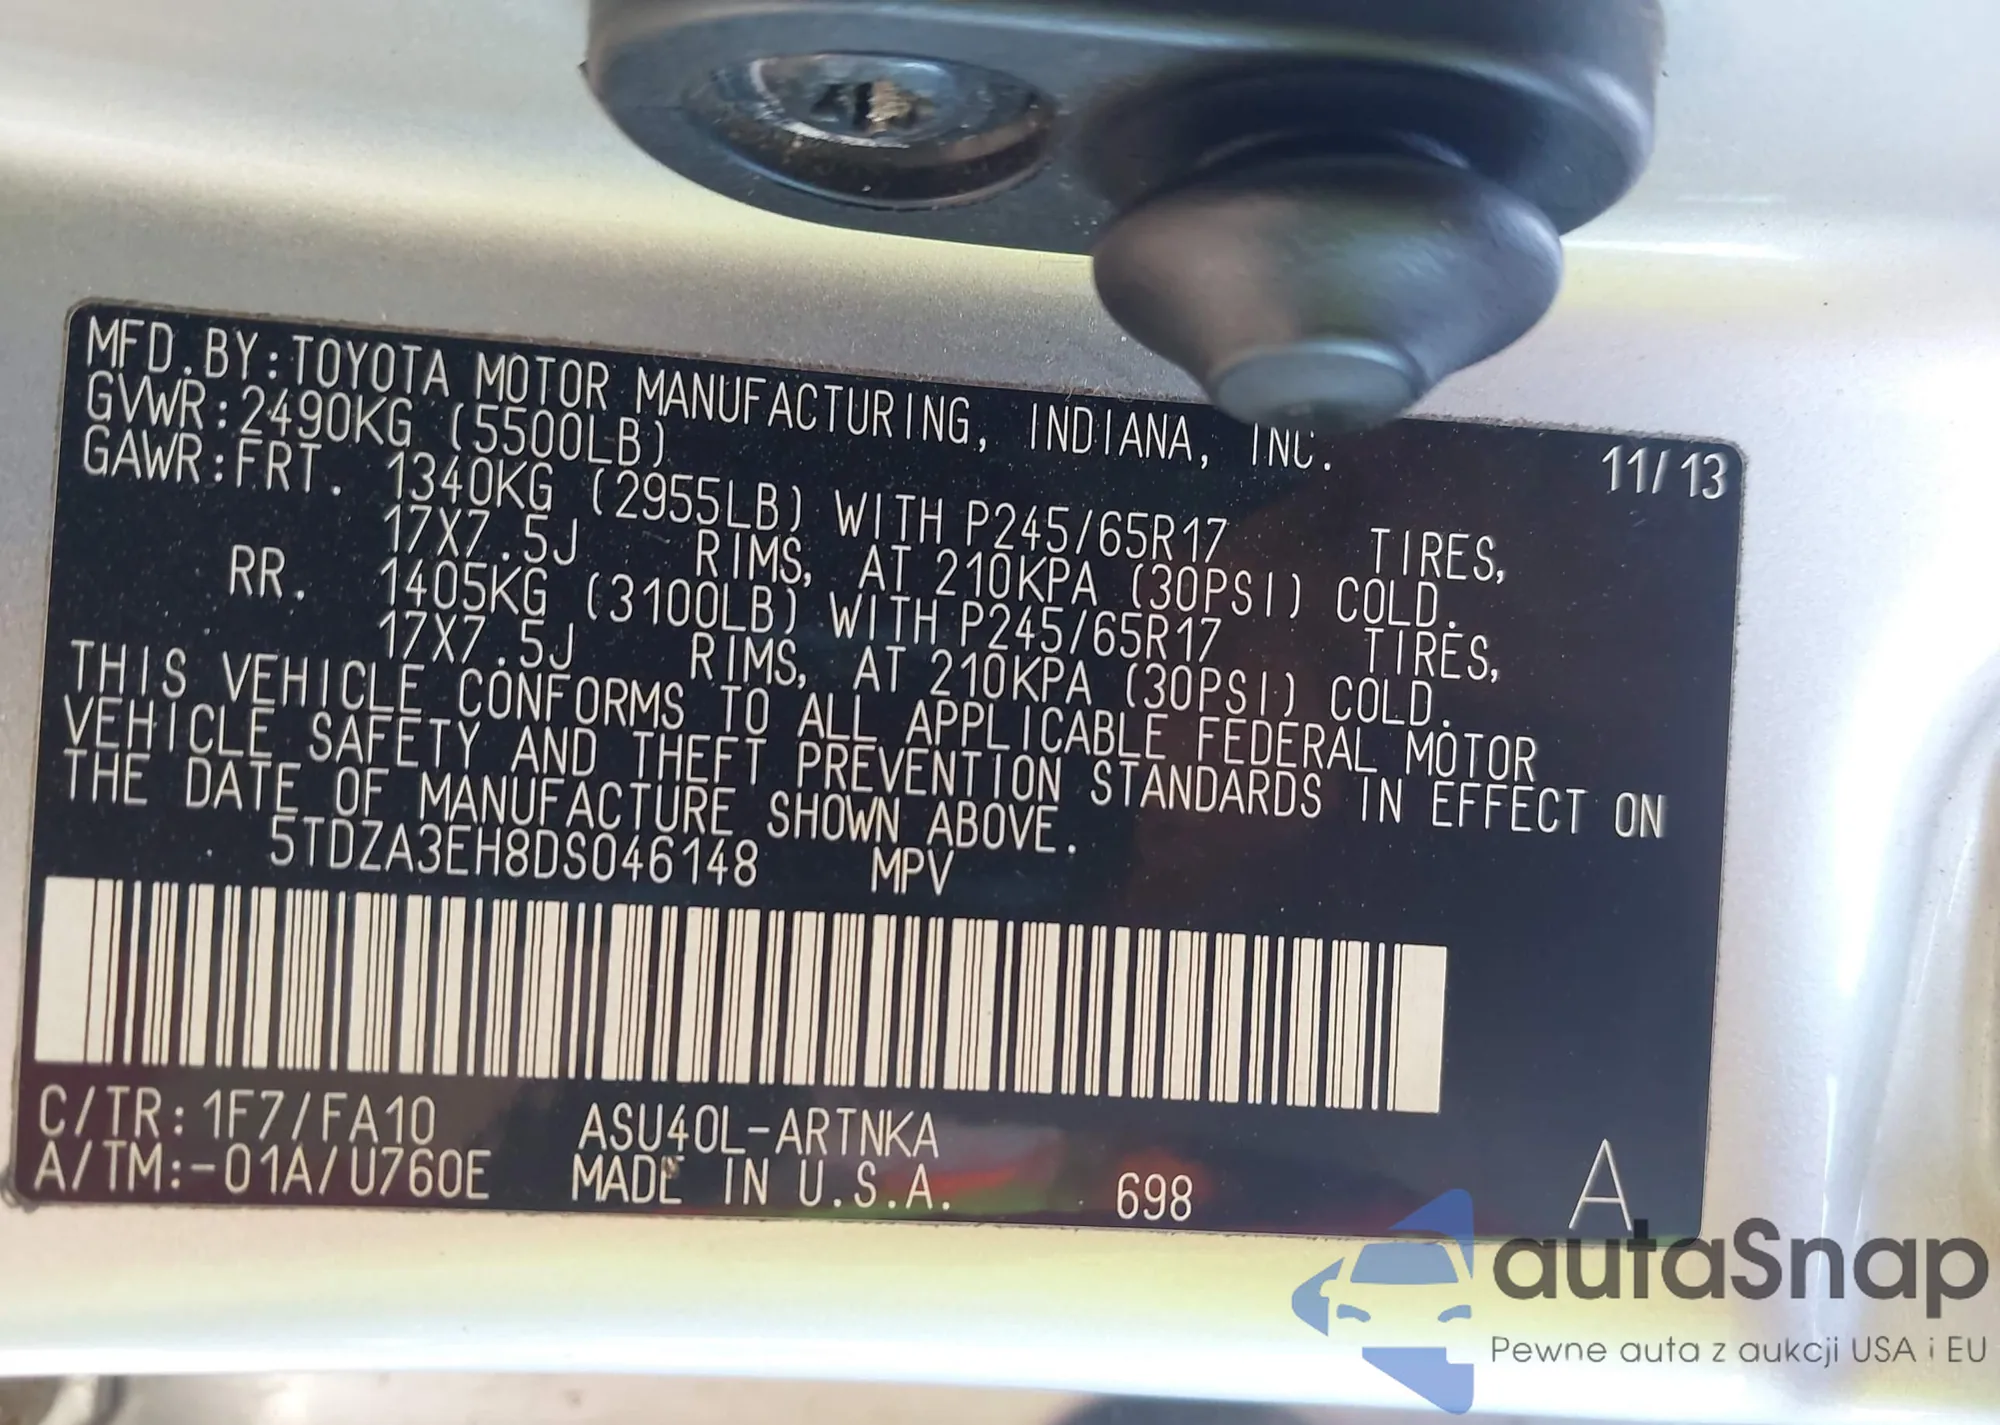 MFD.BY:TOYOTA MOTOR MANUFACTURING, INDIANA, INC. 11/13
GVWR:2490KG (5500LB)
GAWR:FRT. 1340KG (2955LB) WITH P245/65R17 TIRES,
17X7.5J RIMS, AT 210KPA (30PSI) COLD.
RR. 1405KG (3100LB) WITH P245/65R17 TIRES,
17X7.5J RIMS, AT 210KPA (30PSI) COLD.
THIS VEHICLE CONFORMS TO ALL APPLICABLE FEDERAL MOTOR
VEHICLE SAFETY AND THEFT PREVENTION STANDARDS IN EFFECT ON
THE DATE OF MANUFACTURE SHOWN ABOVE.
5TDZA3EH8DS046148 MPV
C/TR:1F7/FA10 ASU40L-ARTNKA
A/TM:-01A/U760E MADE IN U.S.A. 698 A
autaSnap
Pewne auta z aukcji USA i EU